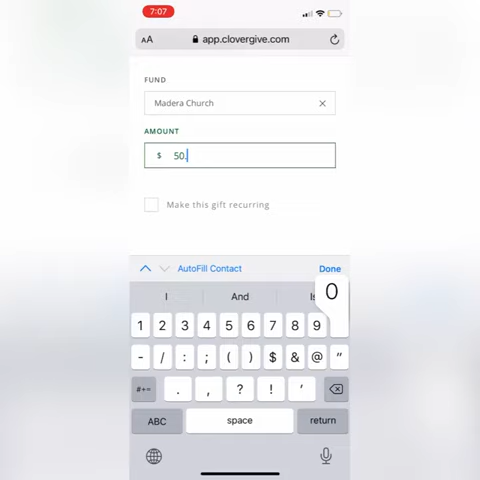 7:07
AA app.clovergive.com
FUND
Madera Church
AMOUNT
$ 50.
Make this gift recurring
AutoFill Contact Done
I And Is
0
1 2 3 4 5 6 7 8 9
- / : ; ( ) $ & @ "
#+= . , ? ! '
ABC space return